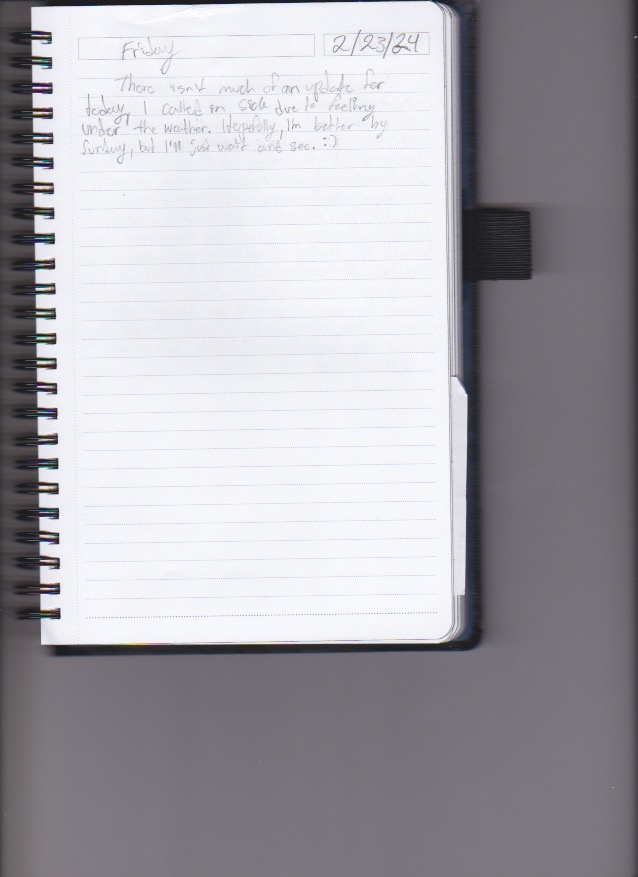 Friday
2/23/24
There isn't much of an update for
today, I called in sick due to feeling
under the weather. Hopefully, I'm better by
Sunday, but I'll just wait and see. :)